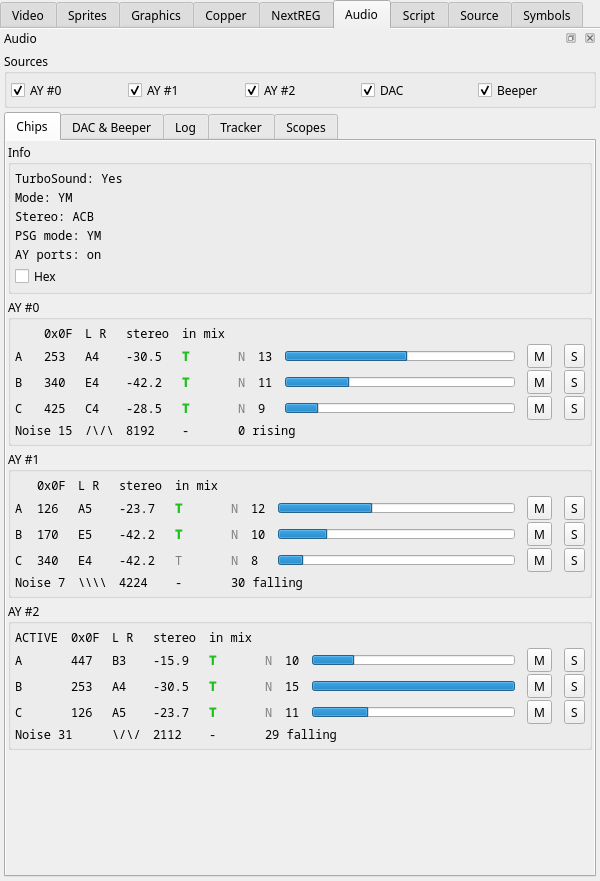 Video Sprites Graphics Copper NextREG Audio Script Source Symbols
Audio
Sources
AY #0 AY #1 AY #2 DAC Beeper
Chips DAC & Beeper Log Tracker Scopes
Info
TurboSound: Yes
Mode: YM
Stereo: ACB
PSG mode: YM
AY ports: on
Hex
AY #0
0x0F L R stereo in mix
A 253 A4 -30.5 T N 13 M S
B 340 E4 -42.2 T N 11 M S
C 425 C4 -28.5 T N 9 M S
Noise 15 /\/\ 8192 - 0 rising
AY #1
0x0F L R stereo in mix
A 126 A5 -23.7 T N 12 M S
B 170 E5 -42.2 T N 10 M S
C 340 E4 -42.2 T N 8 M S
Noise 7 \\\\ 4224 - 30 falling
AY #2
ACTIVE 0x0F L R stereo in mix
A 447 B3 -15.9 T N 10 M S
B 253 A4 -30.5 T N 15 M S
C 126 A5 -23.7 T N 11 M S
Noise 31 \/\/ 2112 - 29 falling